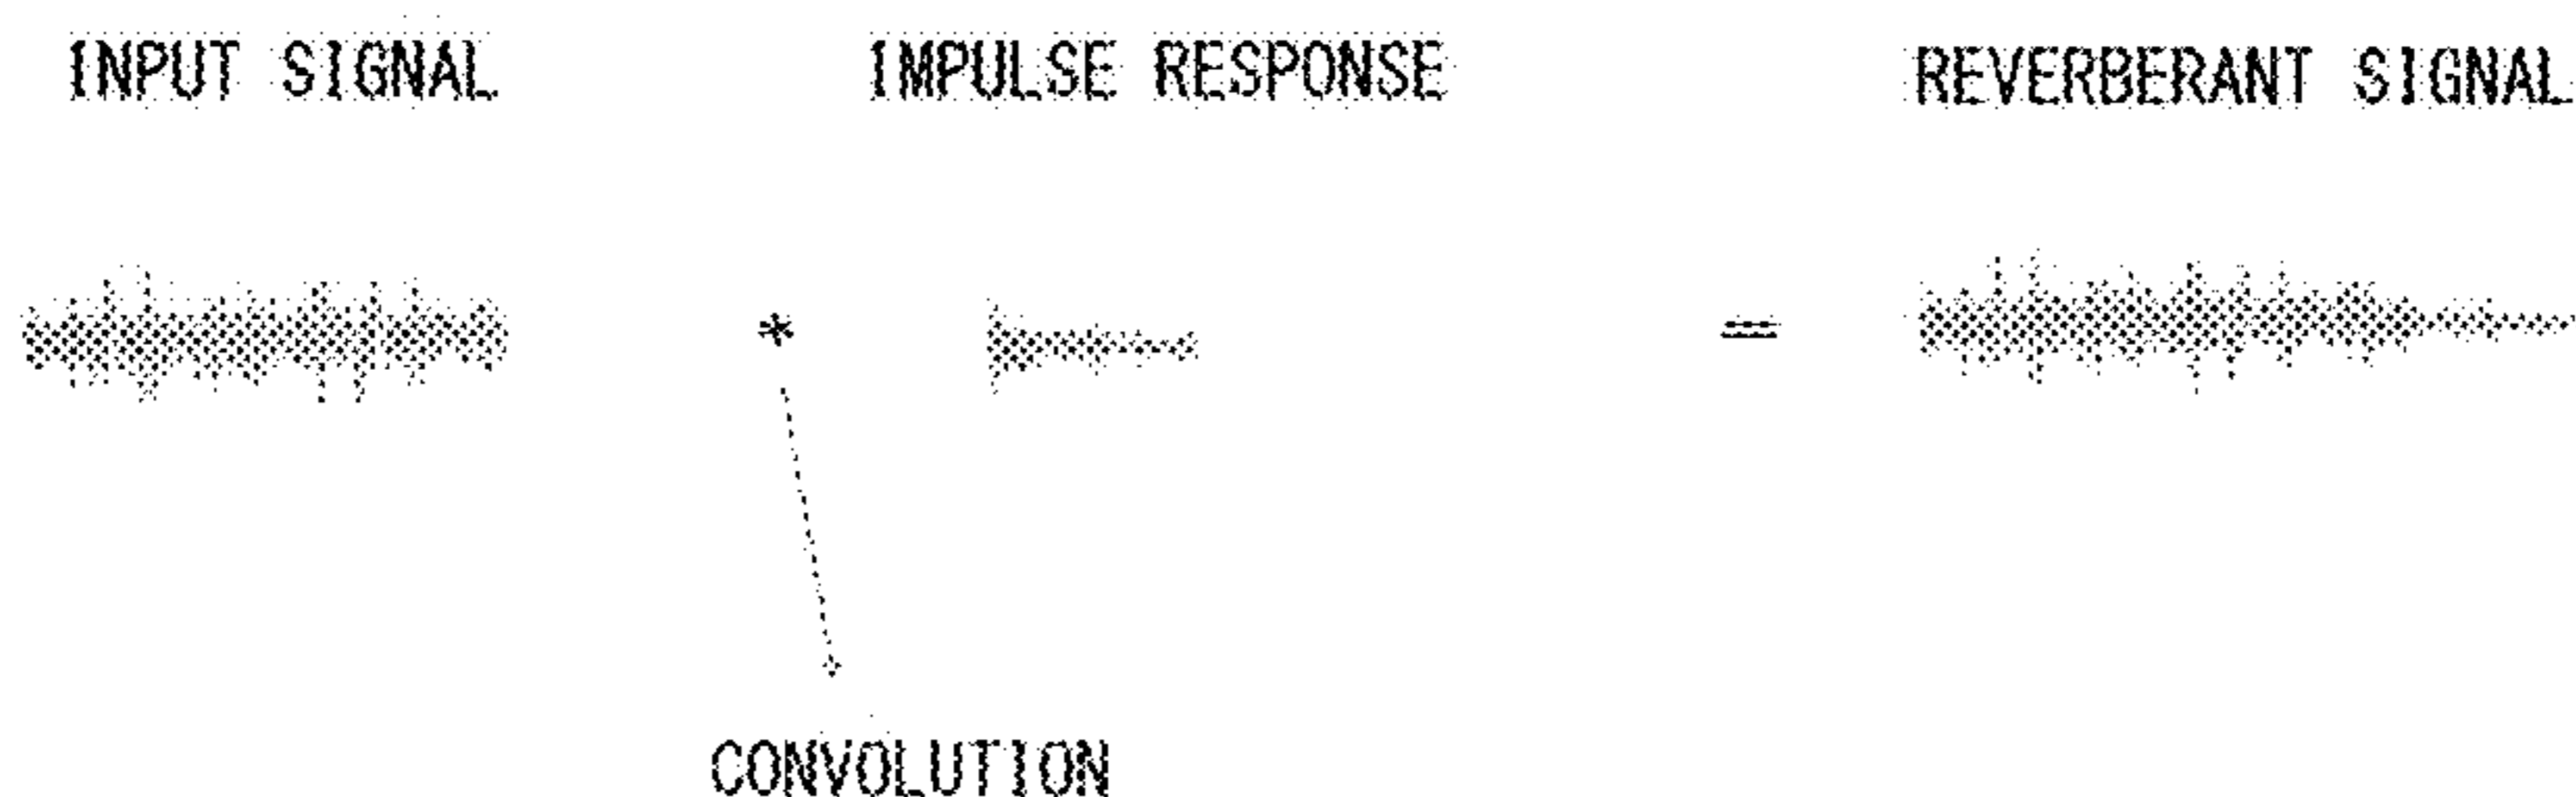 INPUT SIGNAL IMPULSE RESPONSE REVERBERANT SIGNAL
* =
CONVOLUTION